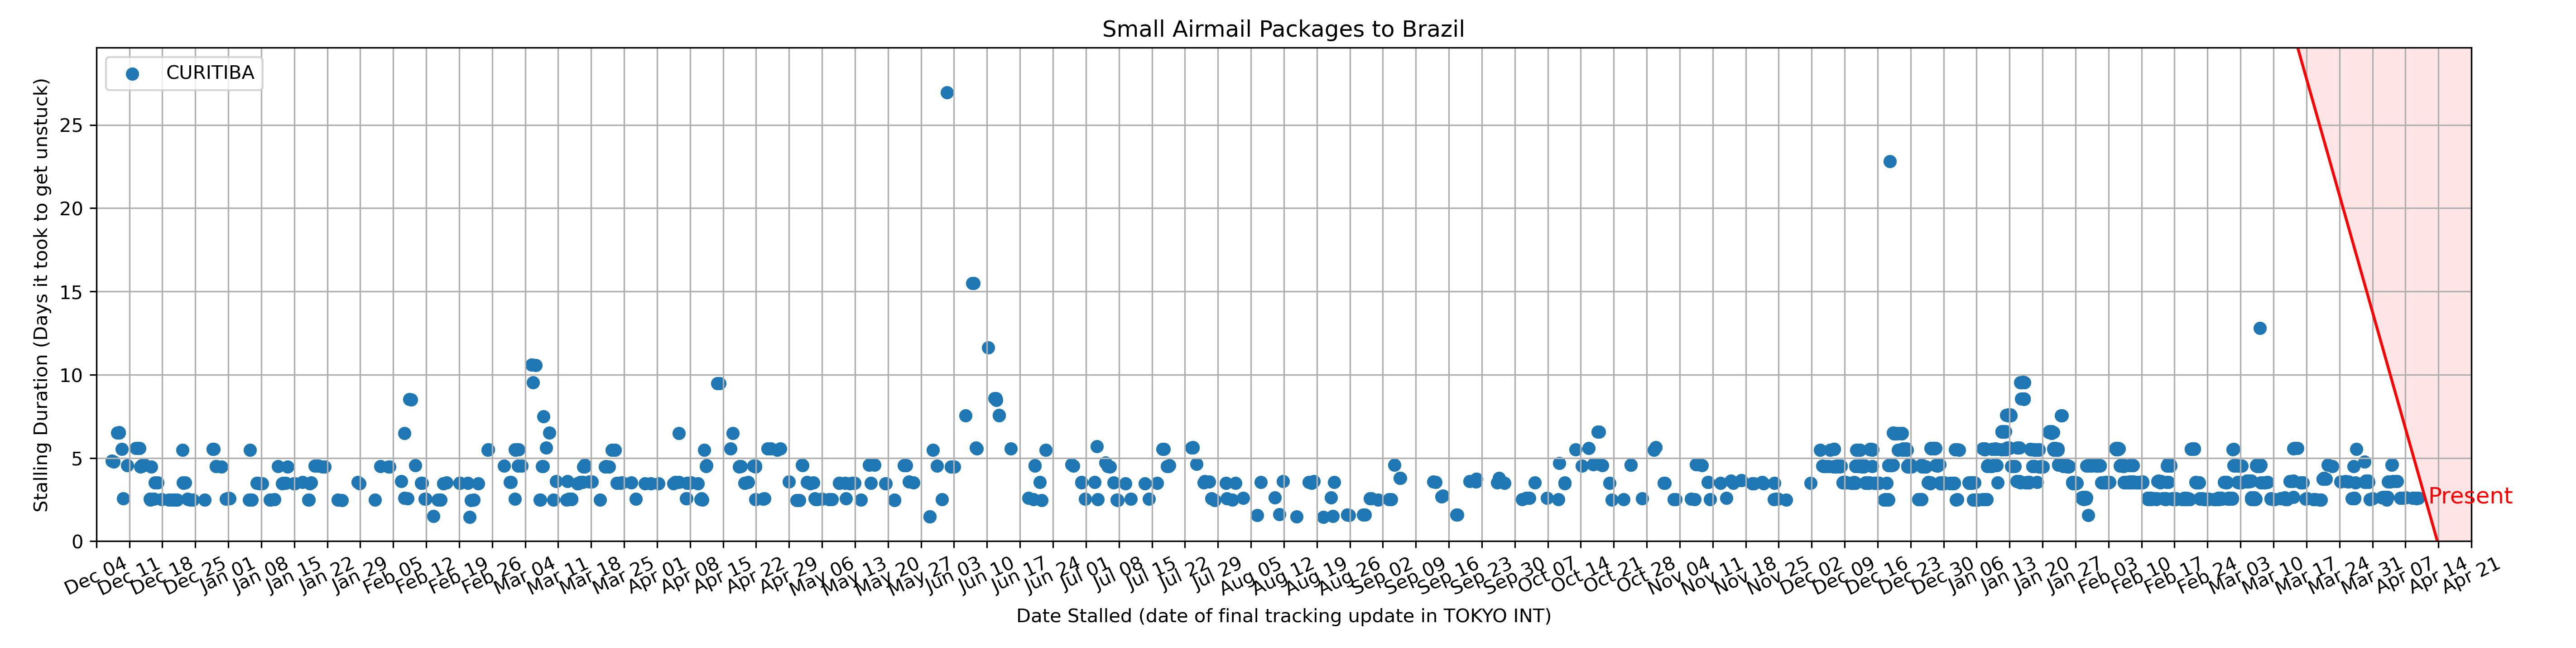 Small Airmail Packages to Brazil
CURITIBA
Stalling Duration (Days it took to get unstuck)
25
20
15
10
5
0
Present
Dec 04
Dec 11
Dec 18
Dec 25
Jan 01
Jan 08
Jan 15
Jan 22
Jan 29
Feb 05
Feb 12
Feb 19
Feb 26
Mar 04
Mar 11
Mar 18
Mar 25
Apr 01
Apr 08
Apr 15
Apr 22
Apr 29
May 06
May 13
May 20
May 27
Jun 03
Jun 10
Jun 17
Jun 24
Jul 01
Jul 08
Jul 15
Jul 22
Jul 29
Aug 05
Aug 12
Aug 19
Aug 26
Sep 02
Sep 09
Sep 16
Sep 23
Sep 30
Oct 07
Oct 14
Oct 21
Oct 28
Nov 04
Nov 11
Nov 18
Nov 25
Dec 02
Dec 09
Dec 16
Dec 23
Dec 30
Jan 06
Jan 13
Jan 20
Jan 27
Feb 03
Feb 10
Feb 17
Feb 24
Mar 03
Mar 10
Mar 17
Mar 24
Mar 31
Apr 07
Apr 14
Apr 21
Date Stalled (date of final tracking update in TOKYO INT)